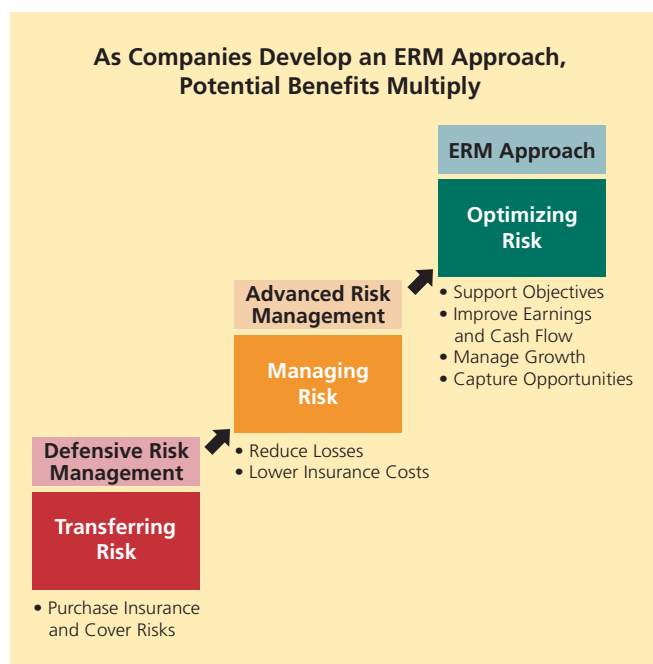 As Companies Develop an ERM Approach,
Potential Benefits Multiply
ERM Approach
Optimizing
Risk
• Support Objectives
• Improve Earnings
and Cash Flow
• Manage Growth
• Capture Opportunities
Advanced Risk
Management
Managing
Risk
• Reduce Losses
• Lower Insurance Costs
Defensive Risk
Management
Transferring
Risk
• Purchase Insurance
and Cover Risks